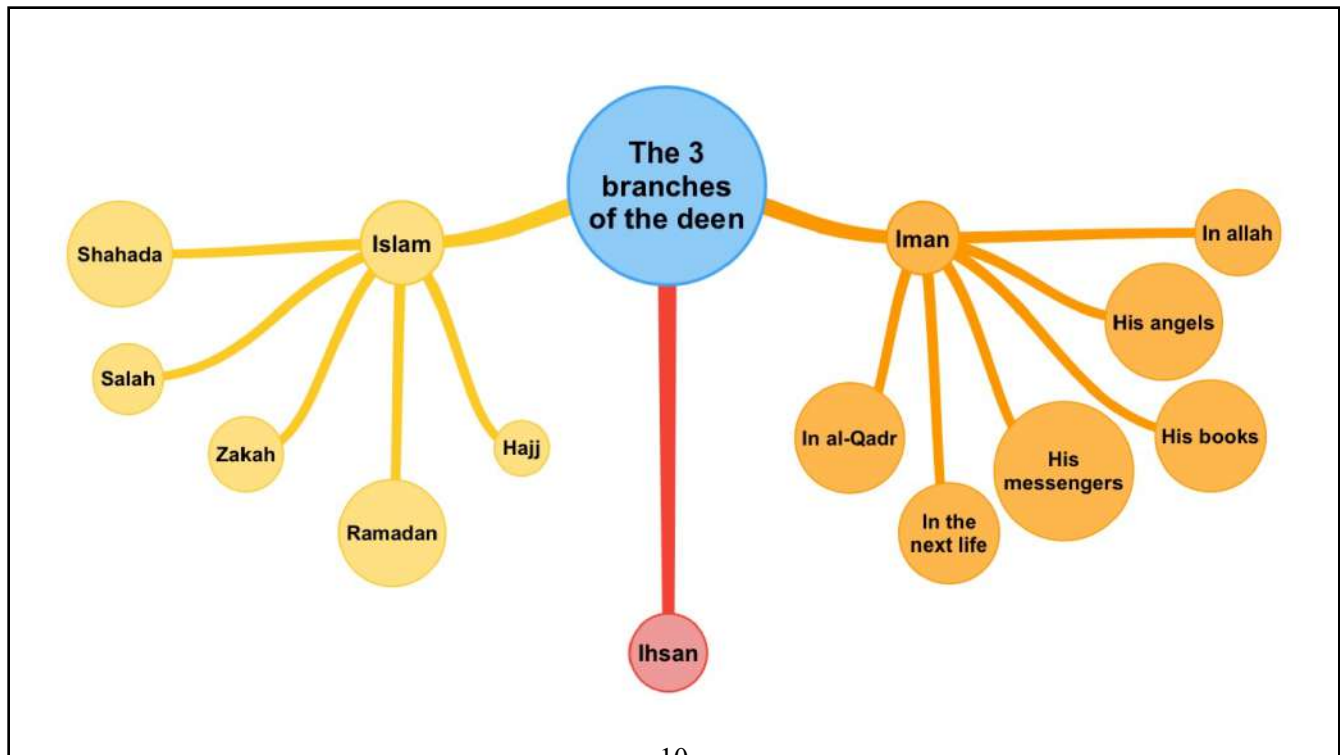 The 3
branches
of the deen
Islam
Shahada
Salah
Zakah
Ramadan
Hajj
Iman
In allah
His angels
His books
His
messengers
In the
next life
In al-Qadr
Ihsan
10